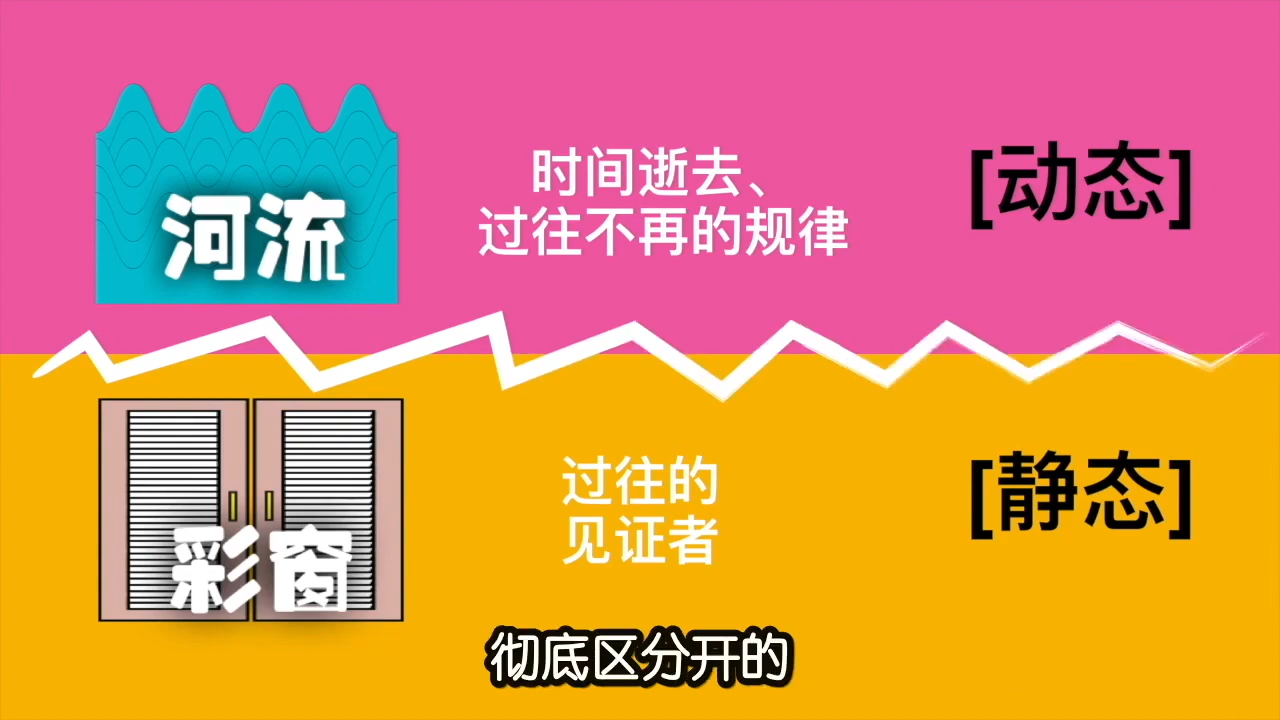 河流
时间逝去、
过往不再的规律
[动态]
彩窗
过往的
见证者
[静态]
彻底区分开的